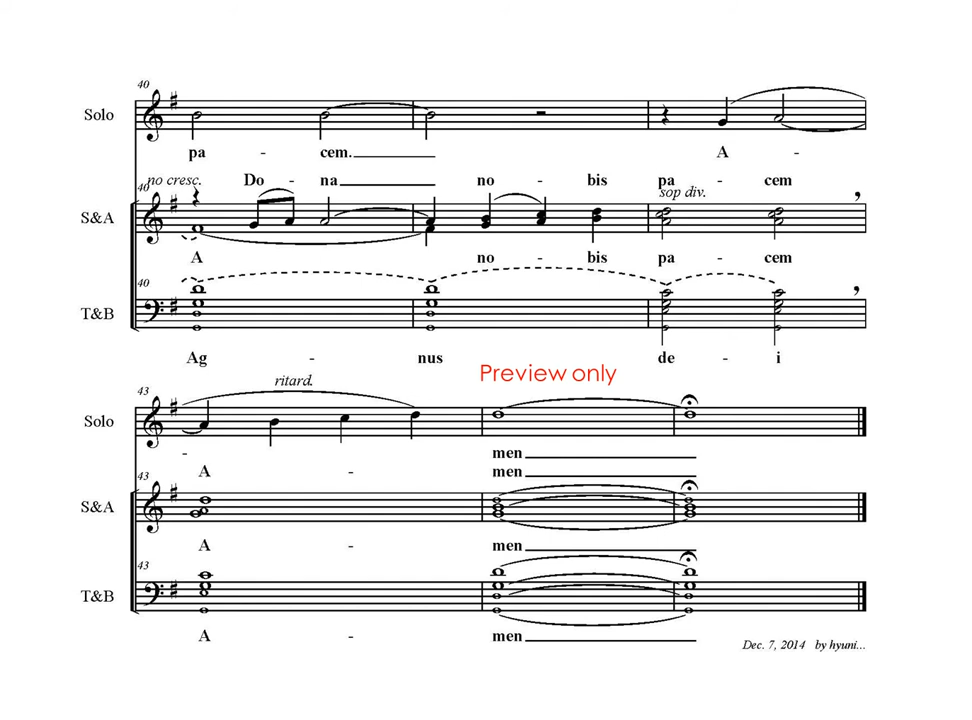 40
Solo
pa - cem. A -
no cresc. Do - na no - bis pa - cem
40
sop div.
S&A
A no - bis pa - cem
40
T&B
Ag - nus de - i
Preview only
43
ritard.
Solo
- men
A - men
43
S&A
A - men
43
T&B
A - men
Dec. 7, 2014 by hyuni...